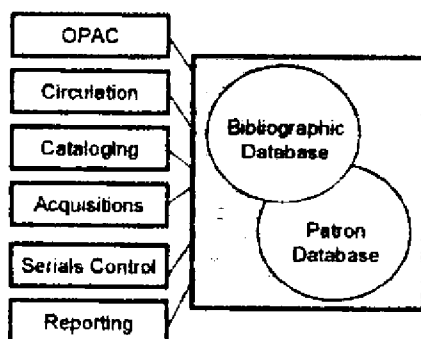 OPAC
Circulation
Cataloging
Acquisitions
Serials Control
Reporting
Bibliographic
Database
Patron
Database